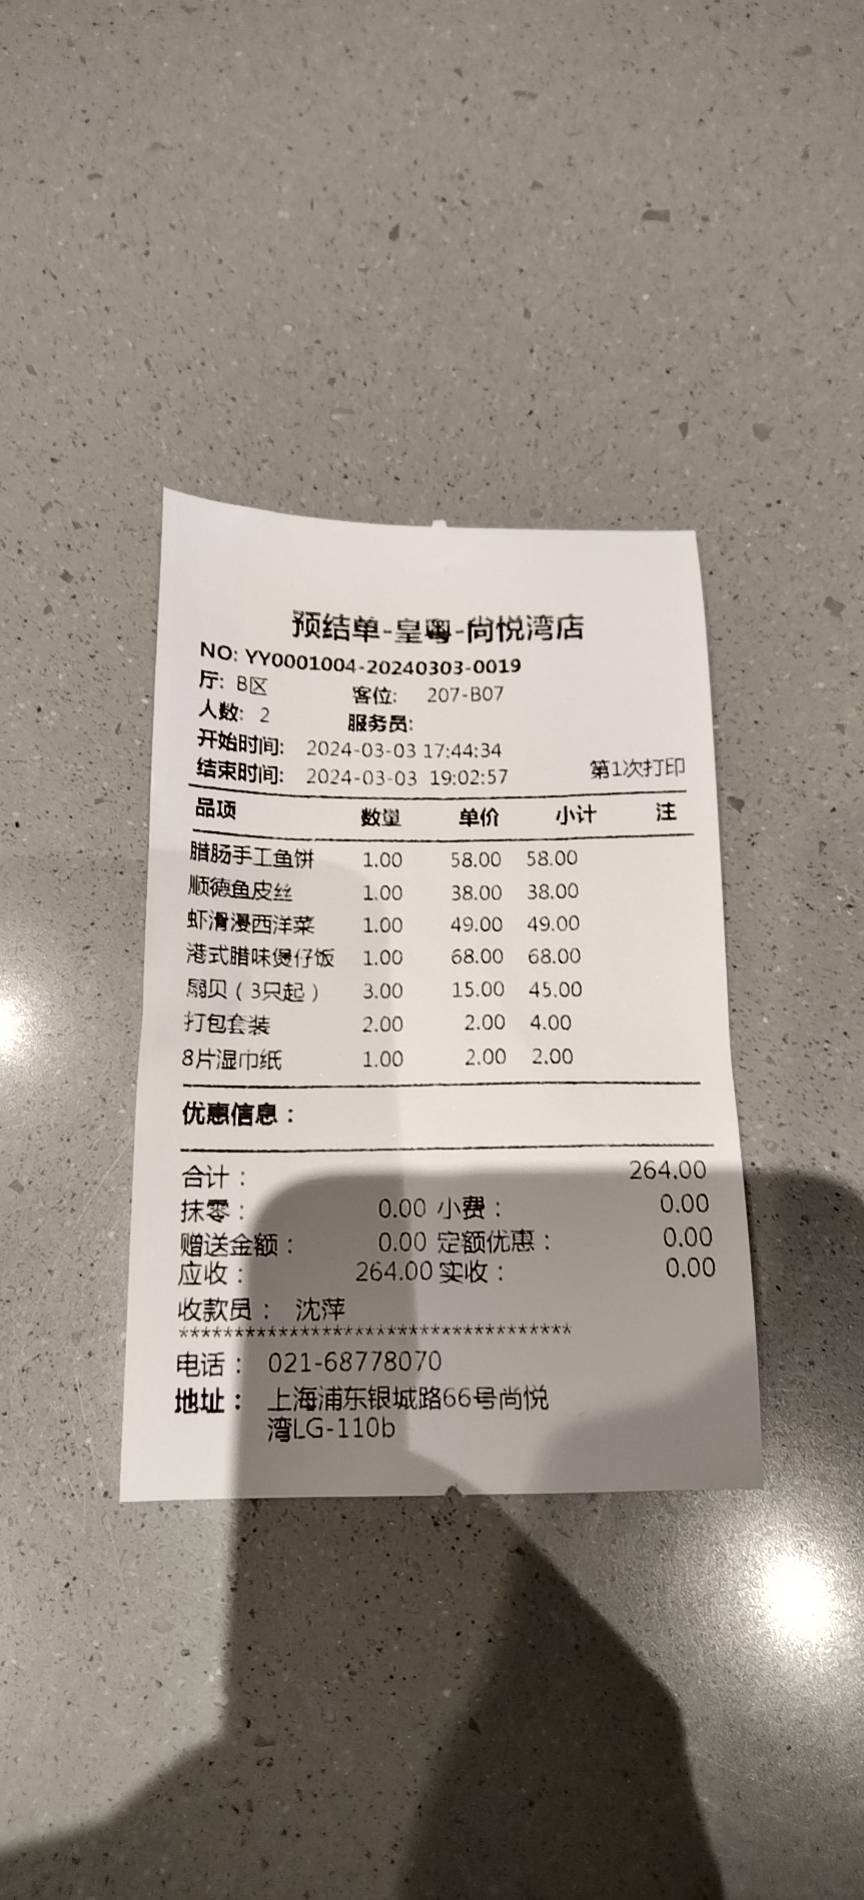 预结单-皇粤-尚悦湾店
NO: YY0001004-20240303-0019
厅: B区 客位: 207-B07
人数: 2 服务员:
开始时间: 2024-03-03 17:44:34
结束时间: 2024-03-03 19:02:57 第1次打印
品项 数量 单价 小计 注
腊肠手工鱼饼 1.00 58.00 58.00
顺德鱼皮丝 1.00 38.00 38.00
虾滑漫西洋菜 1.00 49.00 49.00
港式腊味煲仔饭 1.00 68.00 68.00
扇贝（3只起） 3.00 15.00 45.00
打包套装 2.00 2.00 4.00
8片湿巾纸 1.00 2.00 2.00
优惠信息：
合计： 264.00
抹零： 0.00 小费： 0.00
赠送金额： 0.00 定额优惠： 0.00
应收： 264.00 实收： 0.00
收款员： 沈萍
************************************
电话： 021-68778070
地址： 上海浦东银城路66号尚悦
湾LG-110b